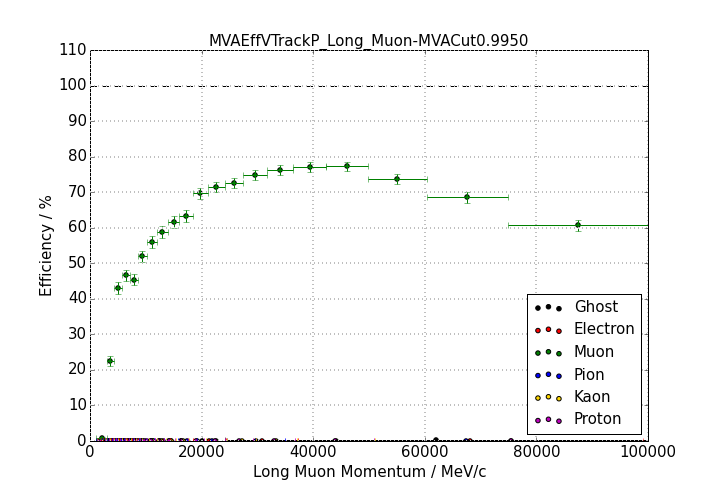 MVAEffVTrackP_Long_Muon-MVACut0.9950
110
100
90
80
70
60
50
40
30
20
10
0
Efficiency / %
0 20000 40000 60000 80000 100000
Long Muon Momentum / MeV/c
Ghost
Electron
Muon
Pion
Kaon
Proton